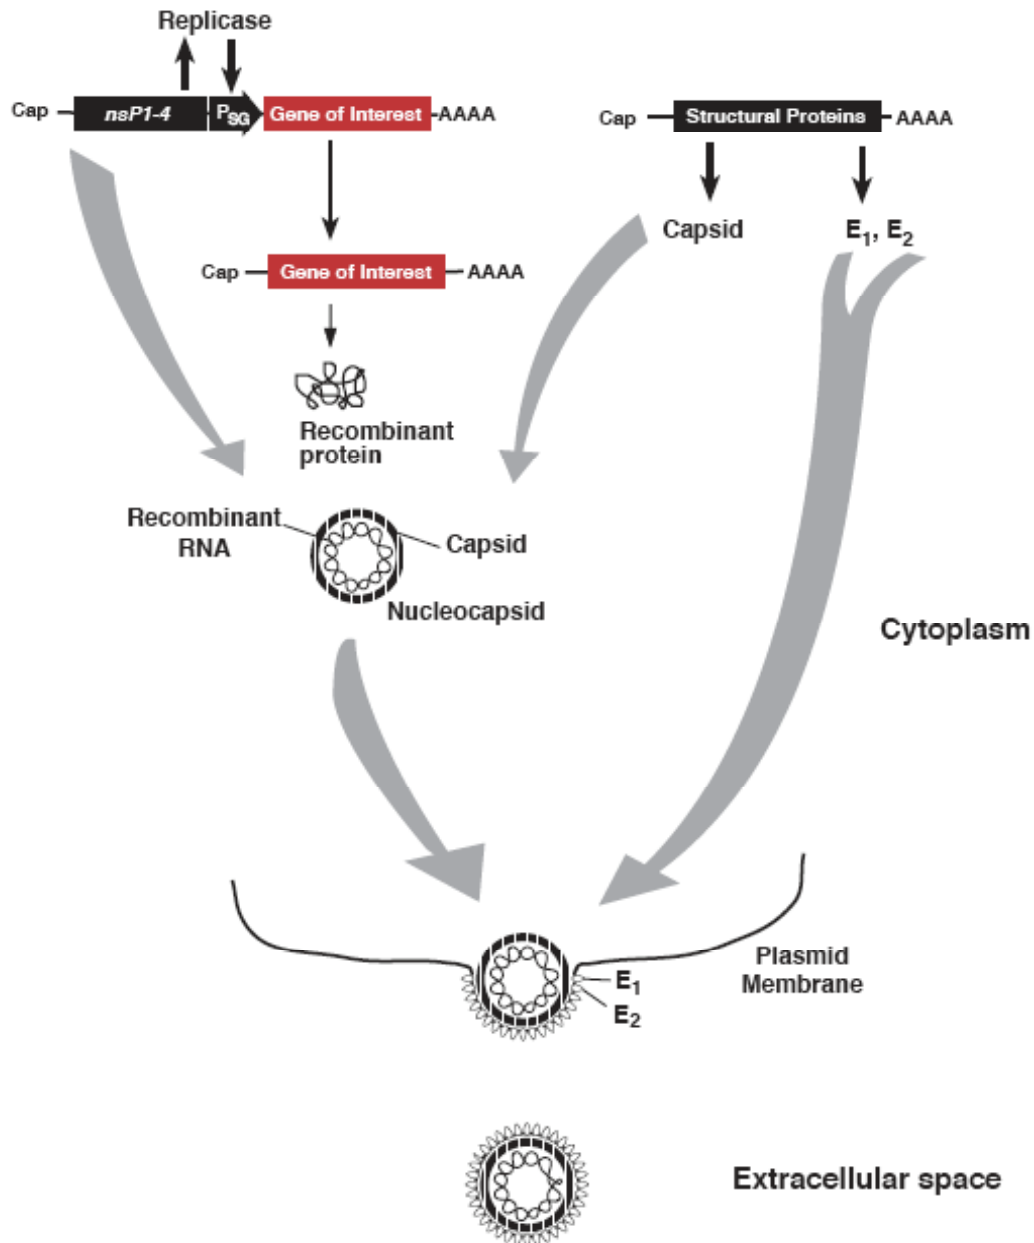 Replicase
Cap nsP1-4 PSG Gene of Interest AAAA
Cap Structural Proteins AAAA
Capsid E1, E2
Cap Gene of Interest AAAA
Recombinant
protein
Recombinant
RNA
Capsid
Nucleocapsid
Cytoplasm
Plasmid
Membrane
E1
E2
Extracellular space